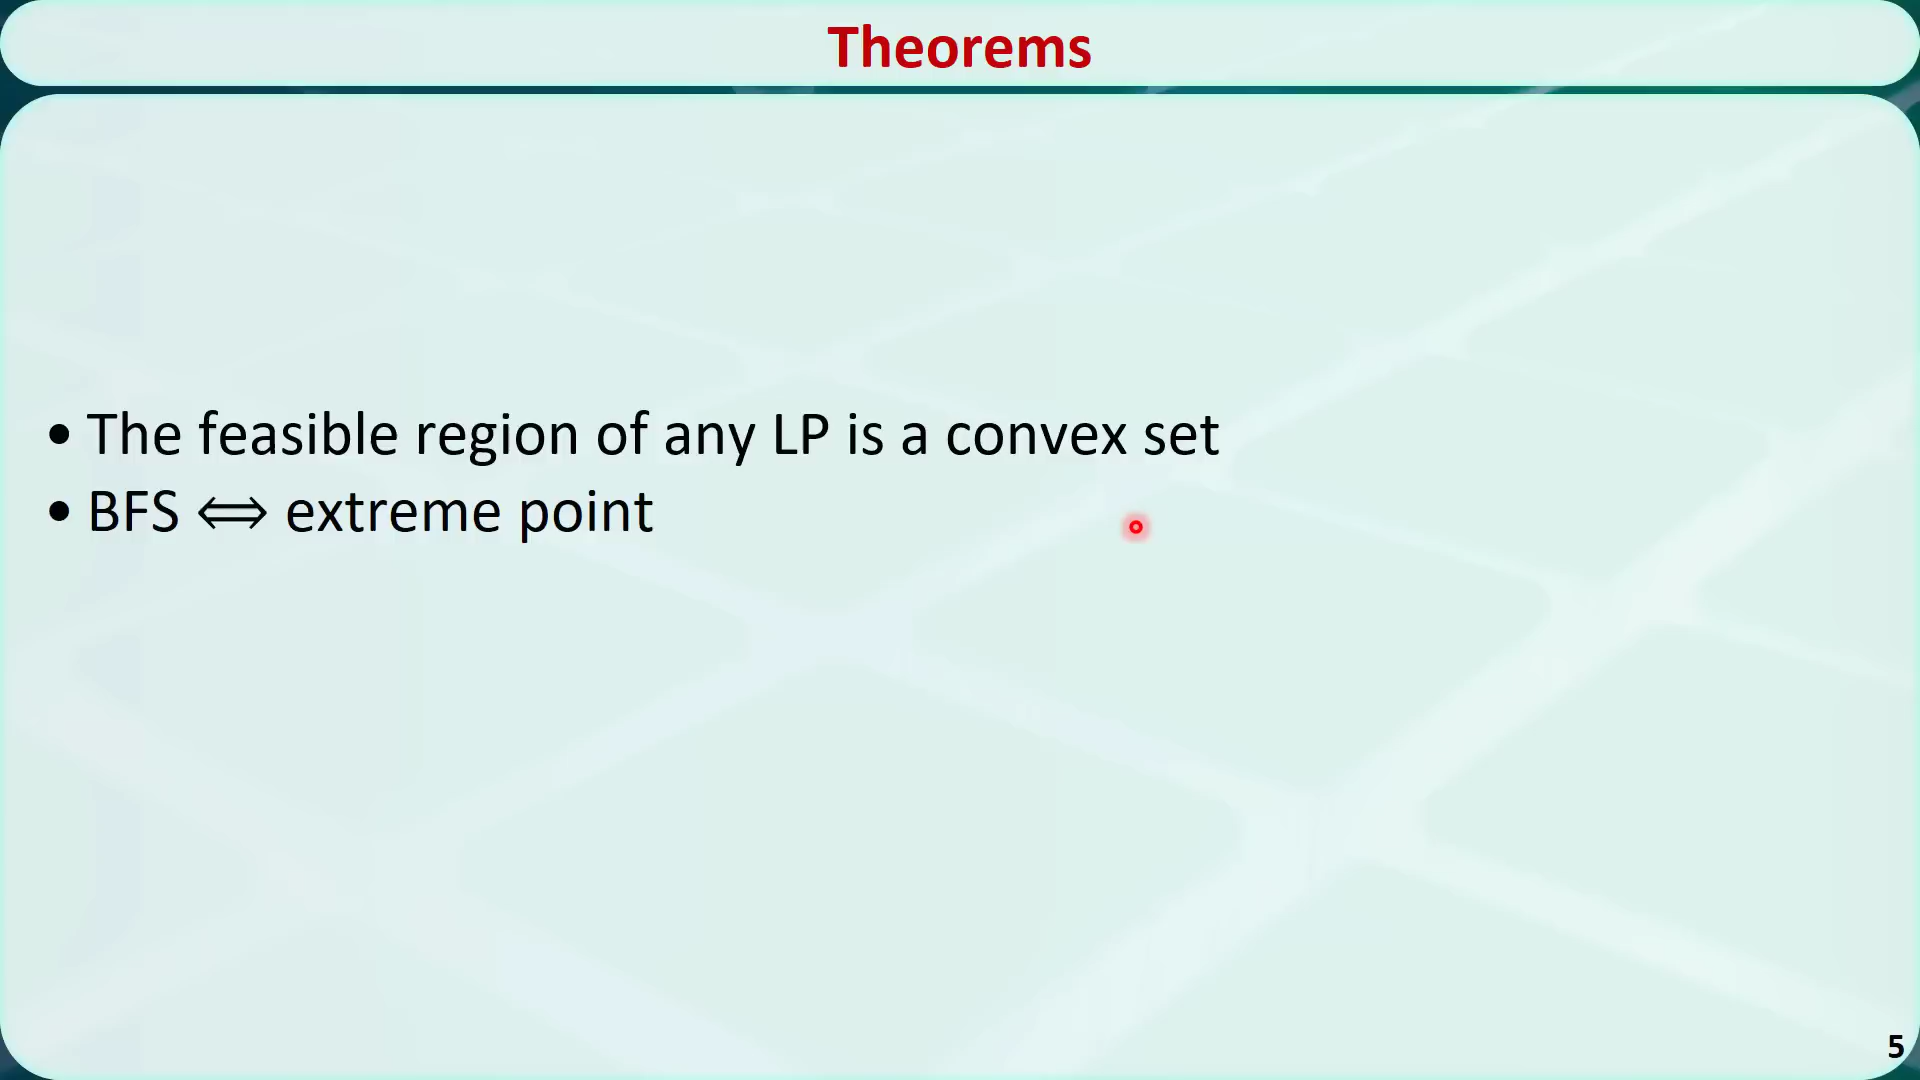 Theorems
• The feasible region of any LP is a convex set
• BFS ⟺ extreme point
5